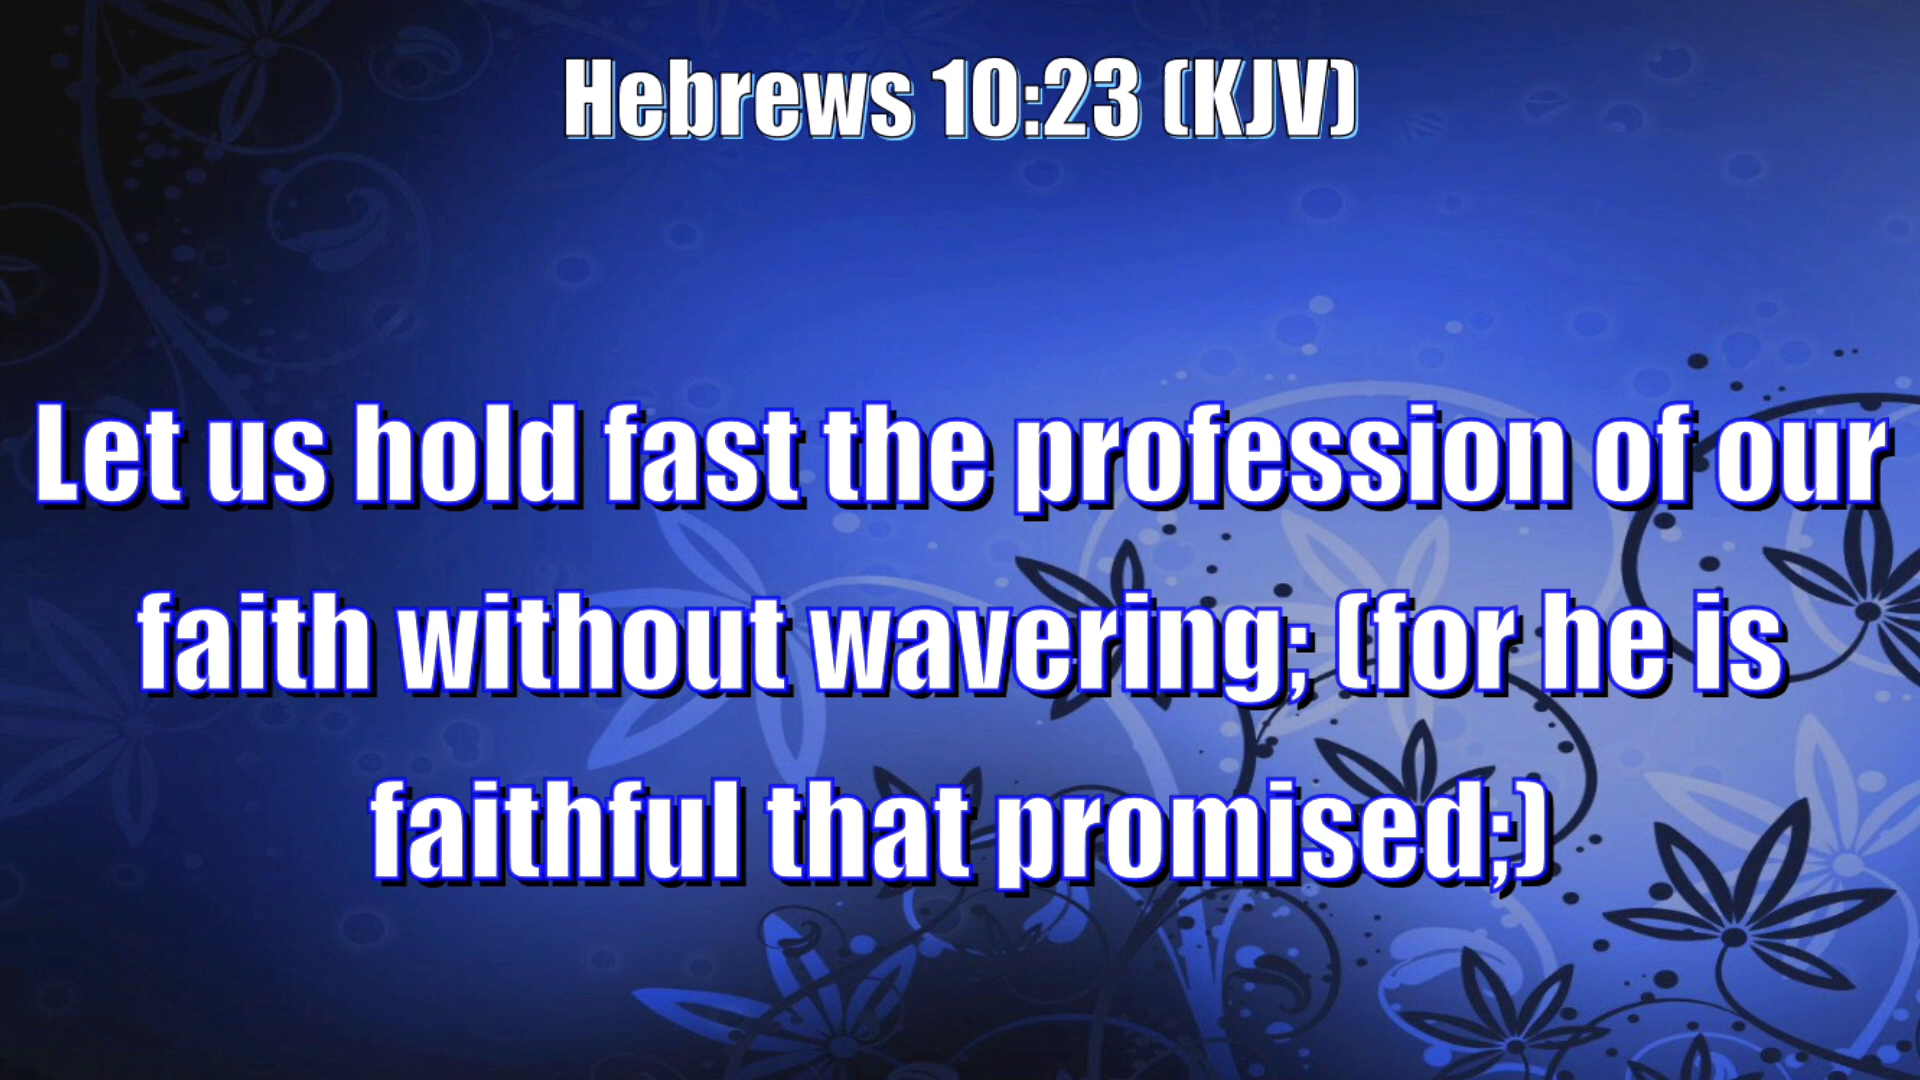 Hebrews 10:23 (KJV)
Let us hold fast the profession of our
faith without wavering; (for he is
faithful that promised;)